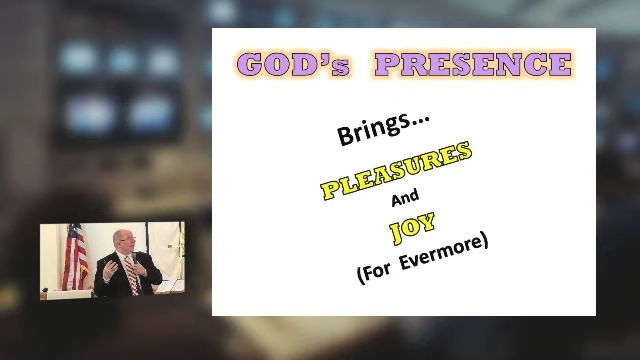 GOD's PRESENCE
Brings...
PLEASURES
And
JOY
(For Evermore)